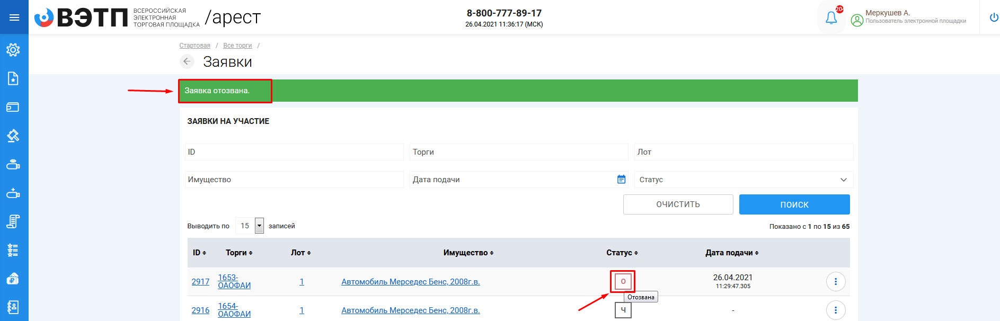 ВЭТП ВСЕРОССИЙСКАЯ
ЭЛЕКТРОННАЯ
ТОРГОВАЯ ПЛОЩАДКА
/арест
8-800-777-89-17
26.04.2021 11:36:17 (МСК)
204
Меркушев А.
Пользователь электронной площадки
Стартовая / Все торги /
Заявки
Заявка отозвана.
ЗАЯВКИ НА УЧАСТИЕ
ID Торги Лот
Имущество Дата подачи Статус
ОЧИСТИТЬ ПОИСК
Выводить по 15 записей Показано с 1 по 15 из 65
ID Торги Лот Имущество Статус Дата подачи
2917 1653-
ОАОФАИ 1 Автомобиль Мерседес Бенс, 2008г.в. О 26.04.2021
11:29:47.305
Отозвана
2916 1654-
ОАОФАИ 1 Автомобиль Мерседес Бенс, 2008г.в. Ч -